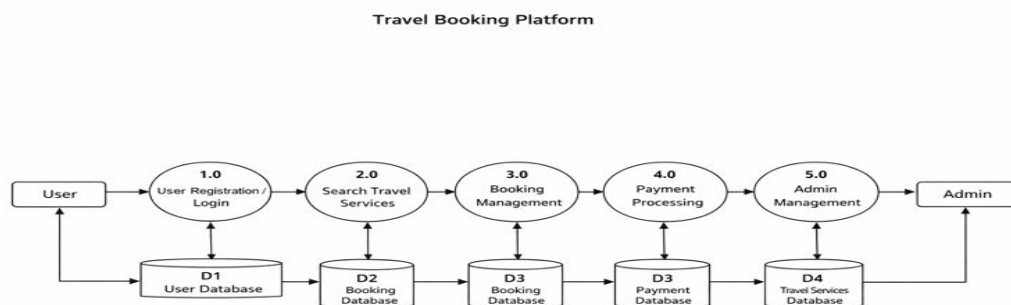 Travel Booking Platform
User
1.0
User Registration /
Login
2.0
Search Travel
Services
3.0
Booking
Management
4.0
Payment
Processing
5.0
Admin
Management
Admin
D1
User Database
D2
Booking
Database
D3
Booking
Database
D3
Payment
Database
D4
Travel Services
Database